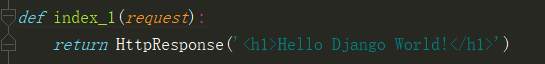 def index_1(request):
    return HttpResponse('<h1>Hello Django World!</h1>')